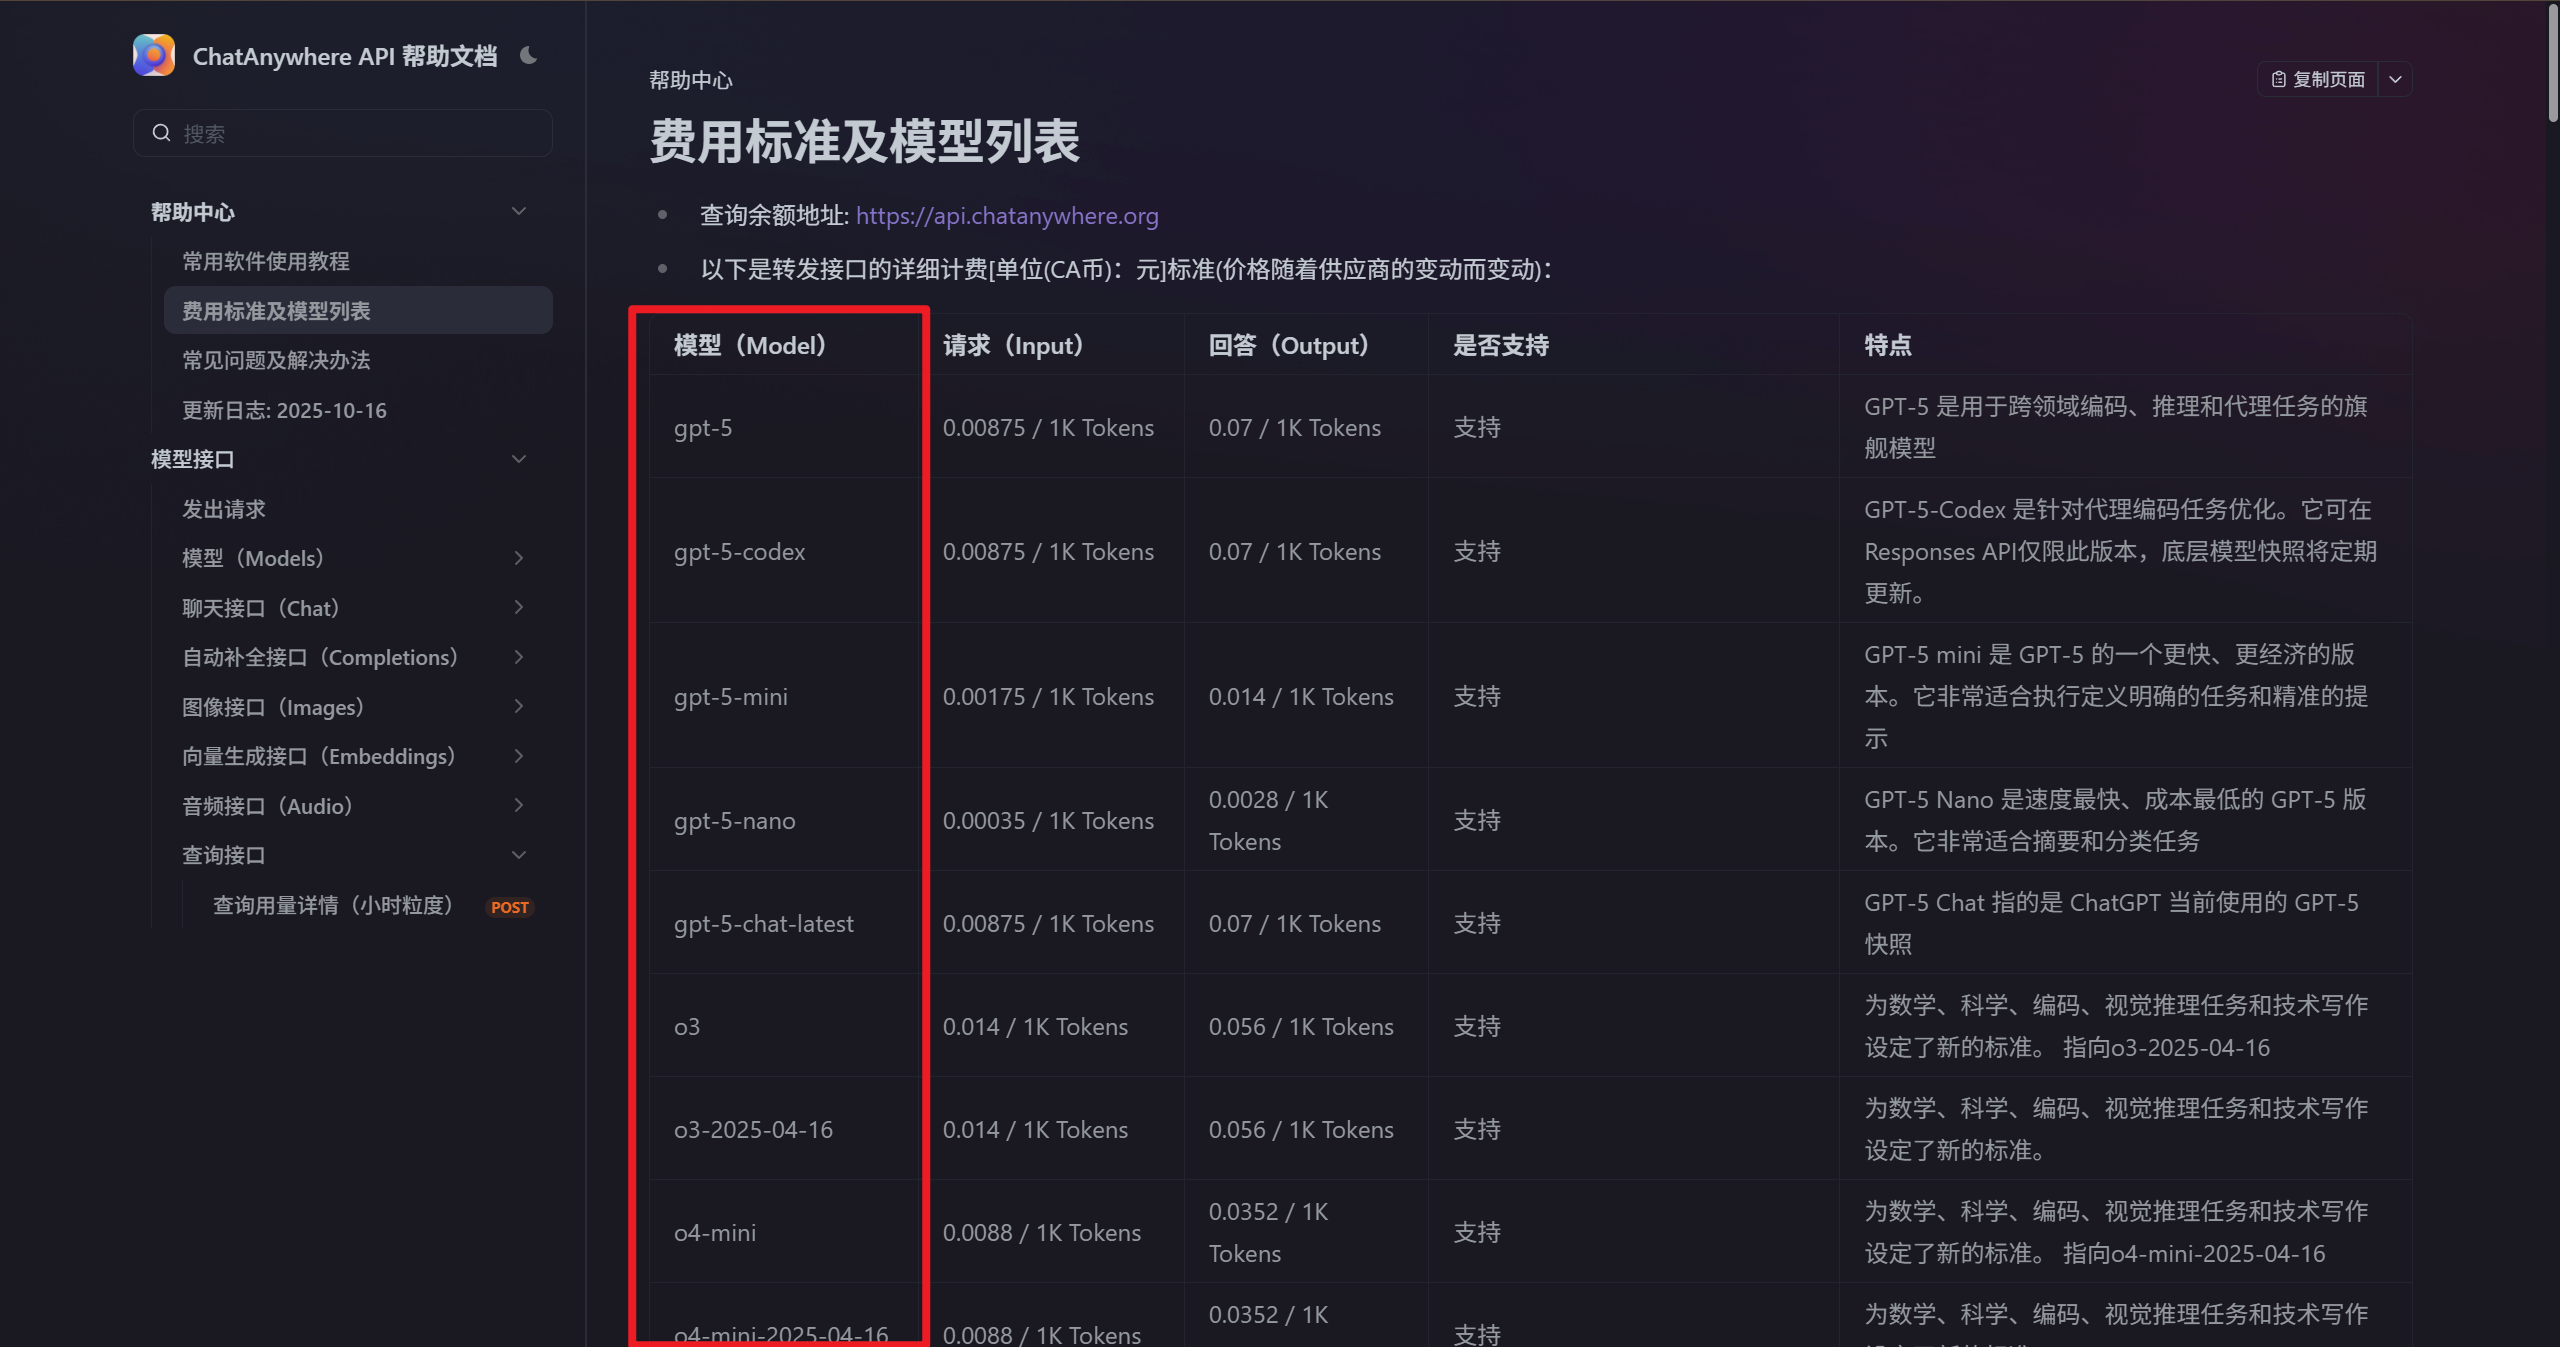 ChatAnywhere API 帮助文档
搜索
帮助中心
常用软件使用教程
费用标准及模型列表
常见问题及解决办法
更新日志: 2025-10-16
模型接口
发出请求
模型（Models）
聊天接口（Chat）
自动补全接口（Completions）
图像接口（Images）
向量生成接口（Embeddings）
音频接口（Audio）
查询接口
查询用量详情（小时粒度） POST
帮助中心
复制页面
费用标准及模型列表
查询余额地址: https://api.chatanywhere.org
以下是转发接口的详细计费[单位(CA币)：元]标准(价格随着供应商的变动而变动)：
模型（Model） 请求（Input） 回答（Output） 是否支持 特点
gpt-5 0.00875 / 1K Tokens 0.07 / 1K Tokens 支持 GPT-5 是用于跨领域编码、推理和代理任务的旗
舰模型
gpt-5-codex 0.00875 / 1K Tokens 0.07 / 1K Tokens 支持 GPT-5-Codex 是针对代理编码任务优化。它可在
Responses API仅限此版本，底层模型快照将定期
更新。
gpt-5-mini 0.00175 / 1K Tokens 0.014 / 1K Tokens 支持 GPT-5 mini 是 GPT-5 的一个更快、更经济的版
本。它非常适合执行定义明确的任务和精准的提
示
gpt-5-nano 0.00035 / 1K Tokens 0.0028 / 1K
Tokens 支持 GPT-5 Nano 是速度最快、成本最低的 GPT-5 版
本。它非常适合摘要和分类任务
gpt-5-chat-latest 0.00875 / 1K Tokens 0.07 / 1K Tokens 支持 GPT-5 Chat 指的是 ChatGPT 当前使用的 GPT-5
快照
o3 0.014 / 1K Tokens 0.056 / 1K Tokens 支持 为数学、科学、编码、视觉推理任务和技术写作
设定了新的标准。 指向o3-2025-04-16
o3-2025-04-16 0.014 / 1K Tokens 0.056 / 1K Tokens 支持 为数学、科学、编码、视觉推理任务和技术写作
设定了新的标准。
o4-mini 0.0088 / 1K Tokens 0.0352 / 1K
Tokens 支持 为数学、科学、编码、视觉推理任务和技术写作
设定了新的标准。 指向o4-mini-2025-04-16
o4-mini-2025-04-16 0.0088 / 1K Tokens 0.0352 / 1K
支持 为数学、科学、编码、视觉推理任务和技术写作